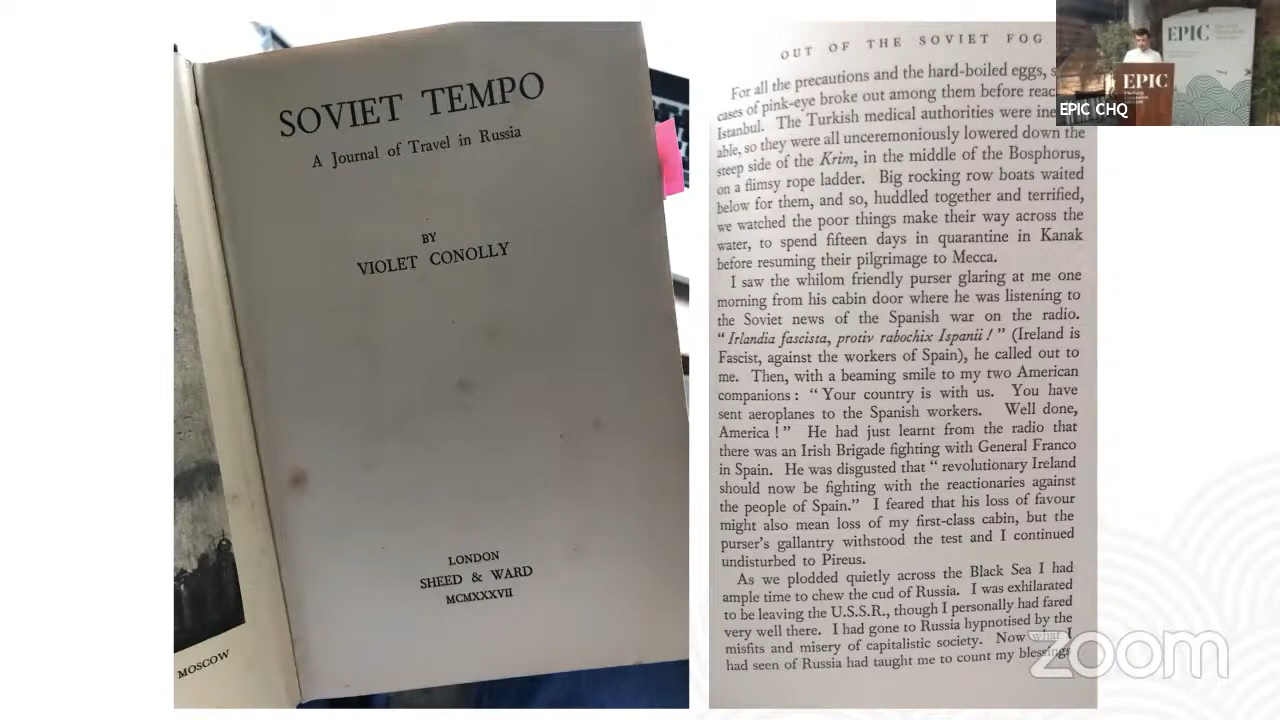 SOVIET TEMPO
A Journal of Travel in Russia
BY
VIOLET CONOLLY
LONDON
SHEED & WARD
MCMXXXVII
MOSCOW
OUT OF THE SOVIET FOG
For all the precautions and the hard-boiled eggs,
cases of pink-eye broke out among them before
Istanbul. The Turkish medical authorities were
able, so they were all unceremoniously lowered down the
steep side of the Krim, in the middle of the Bosphorus,
on a flimsy rope ladder. Big rocking row boats waited
below for them, and so, huddled together and terrified,
we watched the poor things make their way across the
water, to spend fifteen days in quarantine in Kanak
before resuming their pilgrimage to Mecca.
I saw the whilom friendly purser glaring at me one
morning from his cabin door where he was listening to
the Soviet news of the Spanish war on the radio.
“ Irlandia fascista, protiv rabochix Ispanii ! ” (Ireland is
Fascist, against the workers of Spain), he called out to
me. Then, with a beaming smile to my two American
companions : “ Your country is with us. You have
sent aeroplanes to the Spanish workers. Well done,
America ! ” He had just learnt from the radio that
there was an Irish Brigade fighting with General Franco
in Spain. He was disgusted that “ revolutionary Ireland
should now be fighting with the reactionaries against
the people of Spain.” I feared that his loss of favour
might also mean loss of my first-class cabin, but the
purser’s gallantry withstood the test and I continued
undisturbed to Pireus.
As we plodded quietly across the Black Sea I had
ample time to chew the cud of Russia. I was exhilarated
to be leaving the U.S.S.R., though I personally had fared
very well there. I had gone to Russia hypnotised by the
misfits and misery of capitalistic society. Now what I
had seen of Russia had taught me to count my blessings
EPIC
EPIC
EPIC CHQ
zoom